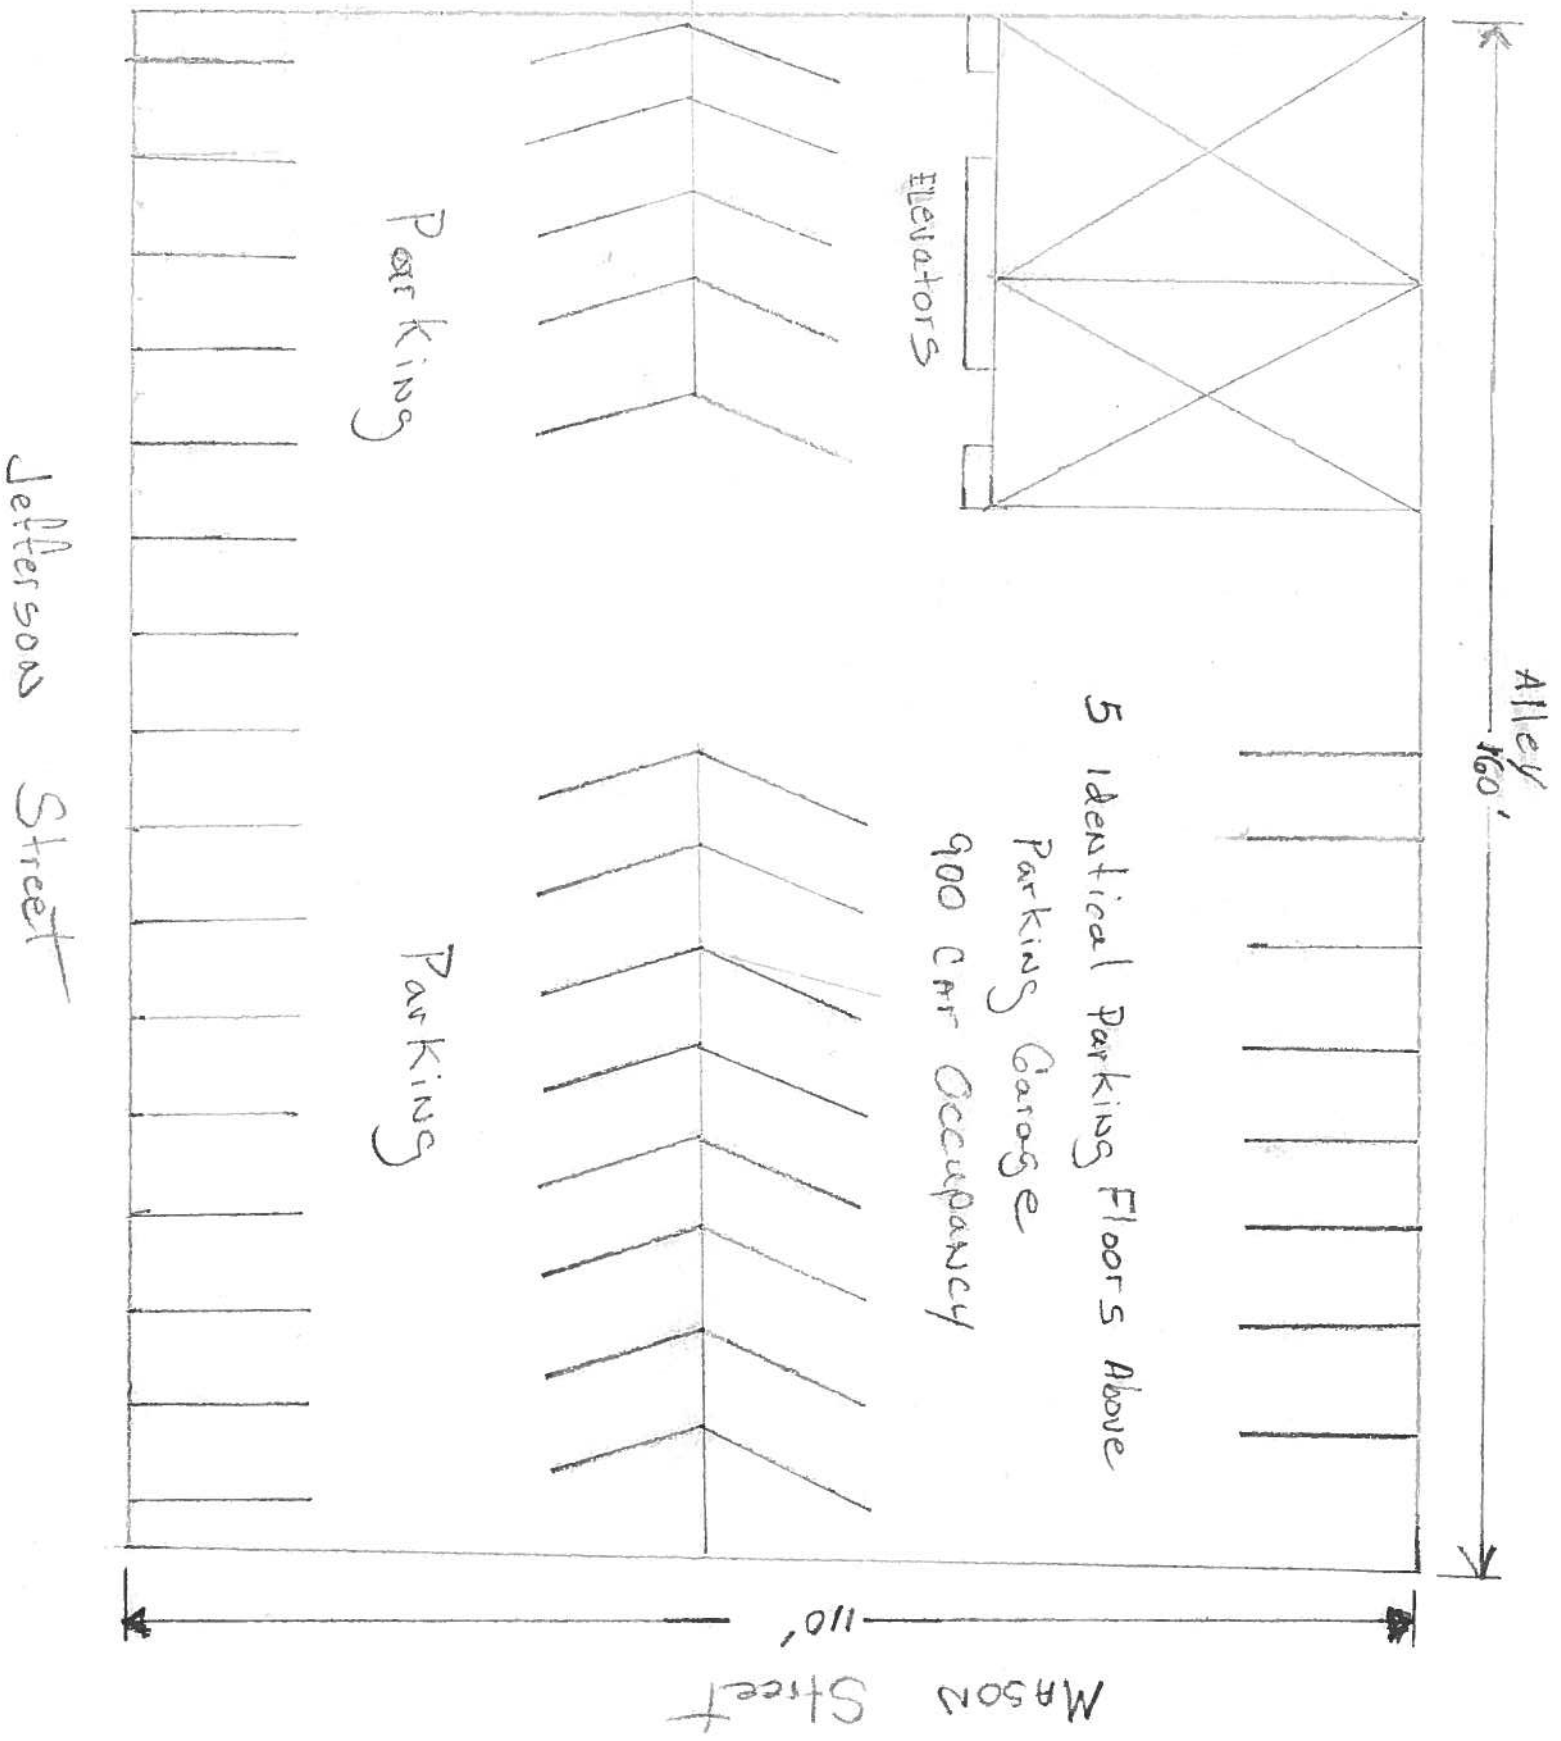 Alley
160'
Elevators
Parking
5 Identical Parking Floors Above
Parking Garage
900 Car Occupancy
Parking
Jefferson Street
110'
Mason Street